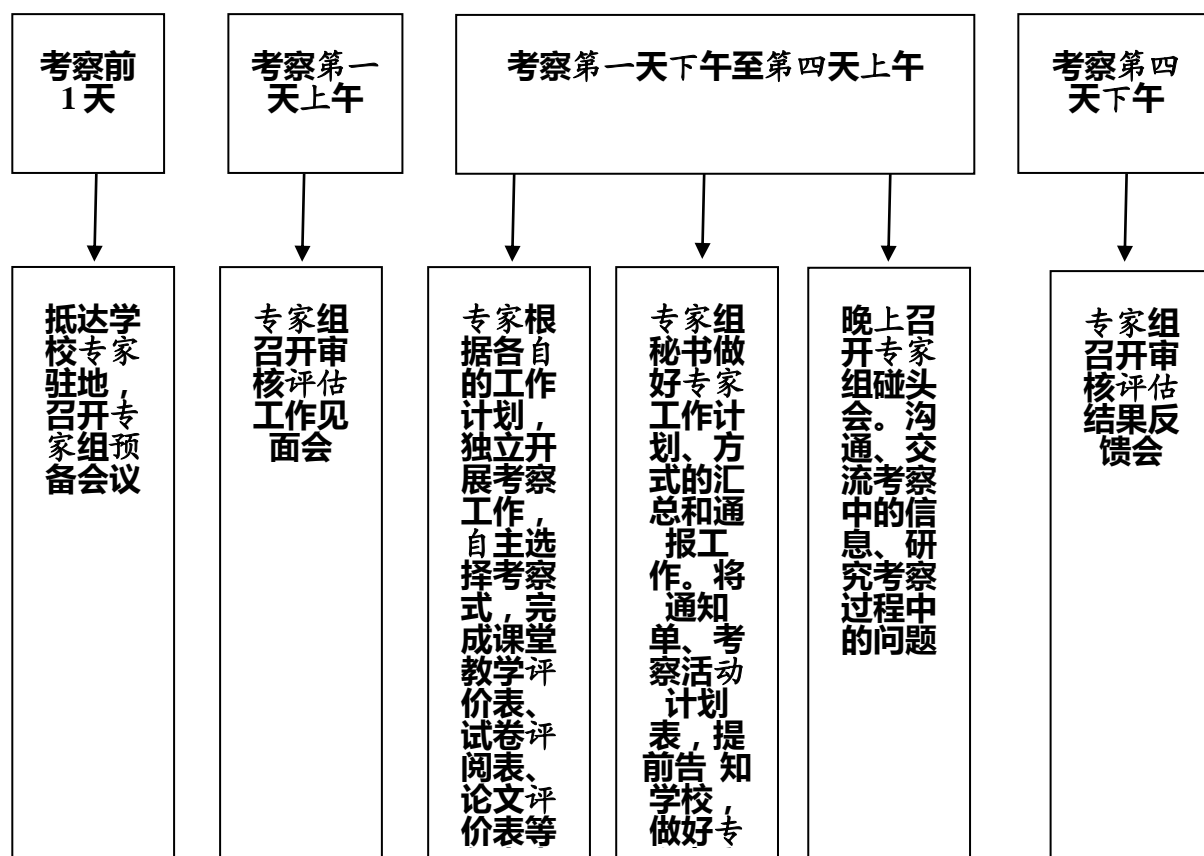 考察前
1 天
考察第一
天上午
考察第一天下午至第四天上午
考察第四
天下午
抵达学
校专家
驻地，
召开专
家组预
备会议
专家组
召开审
核评估
工作见
面会
专家根
据各自
的工作
计划，
独立开
展考察
工作，
自主选
择考察
式，完
成课堂
教学评
价表、
试卷评
阅表、
论文评
价表等
专家组
秘书做
好专家
工作计
划、方
式的汇
总和通
报工
作。将
通知
单、考
察活动
计划
表，提
前告 知
学校，
做好专
晚上召
开专家
组碰头
会。沟
通、交
流考察
中的信
息、研
究考察
过程中
的问题
专家组
召开审
核评估
结果反
馈会